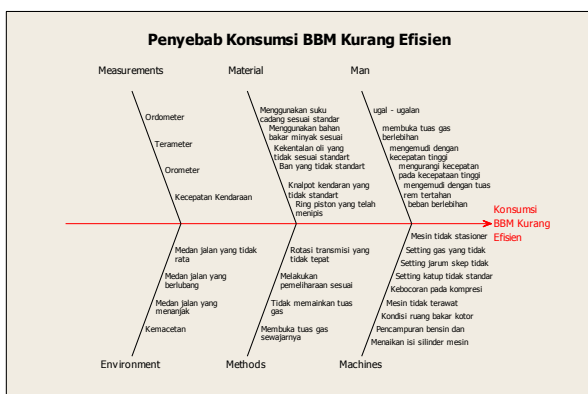 Penyebab Konsumsi BBM Kurang Efisien
Measurements
Material
Man
Ordometer
Terameter
Orometer
Kecepatan Kendaraan
Menggunakan suku
cadang sesuai standar
Menggunakan bahan
bakar minyak sesuai
Kekentalan oli yang
tidak sesuai standart
Ban yang tidak standart
Knalpot kendaran yang
tidak standart
Ring piston yang telah
menipis
ugal - ugalan
membuka tuas gas
berlebihan
mengemudi dengan
kecepatan tinggi
mengurangi kecepatan
pada kecepataan tinggi
mengemudi dengan tuas
rem tertahan
beban berlebihan
Konsumsi
BBM Kurang
Efisien
Medan jalan yang tidak
rata
Medan jalan yang
berlubang
Medan jalan yang
menanjak
Kemacetan
Rotasi transmisi yang
tidak tepat
Melakukan
pemeliharaan sesuai
Tidak memainkan tuas
gas
Membuka tuas gas
sewajarnya
Mesin tidak stasioner
Setting gas yang tidak
Setting jarum skep tidak
Setting katup tidak standar
Kebocoran pada kompresi
Mesin tidak terawat
Kondisi ruang bakar kotor
Pencampuran bensin dan
Menaikan isi silinder mesin
Environment
Methods
Machines